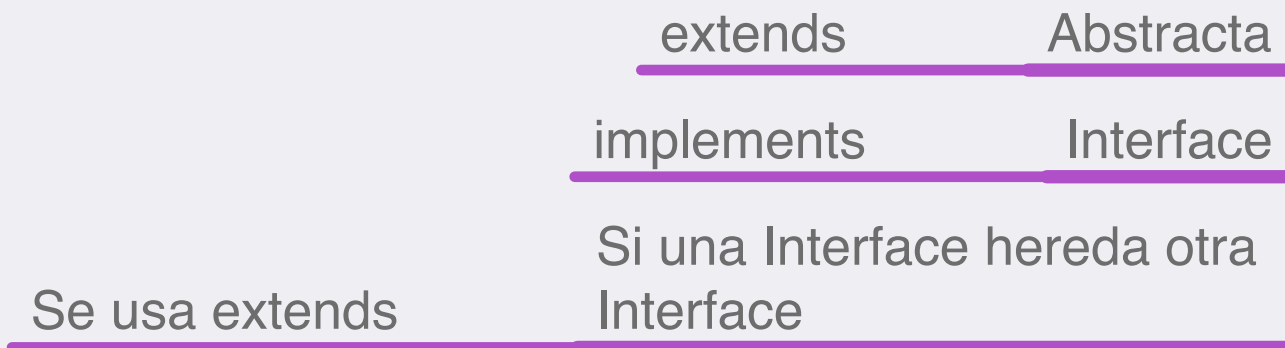 extends Abstracta
implements Interface
Si una Interface hereda otra
Se usa extends Interface